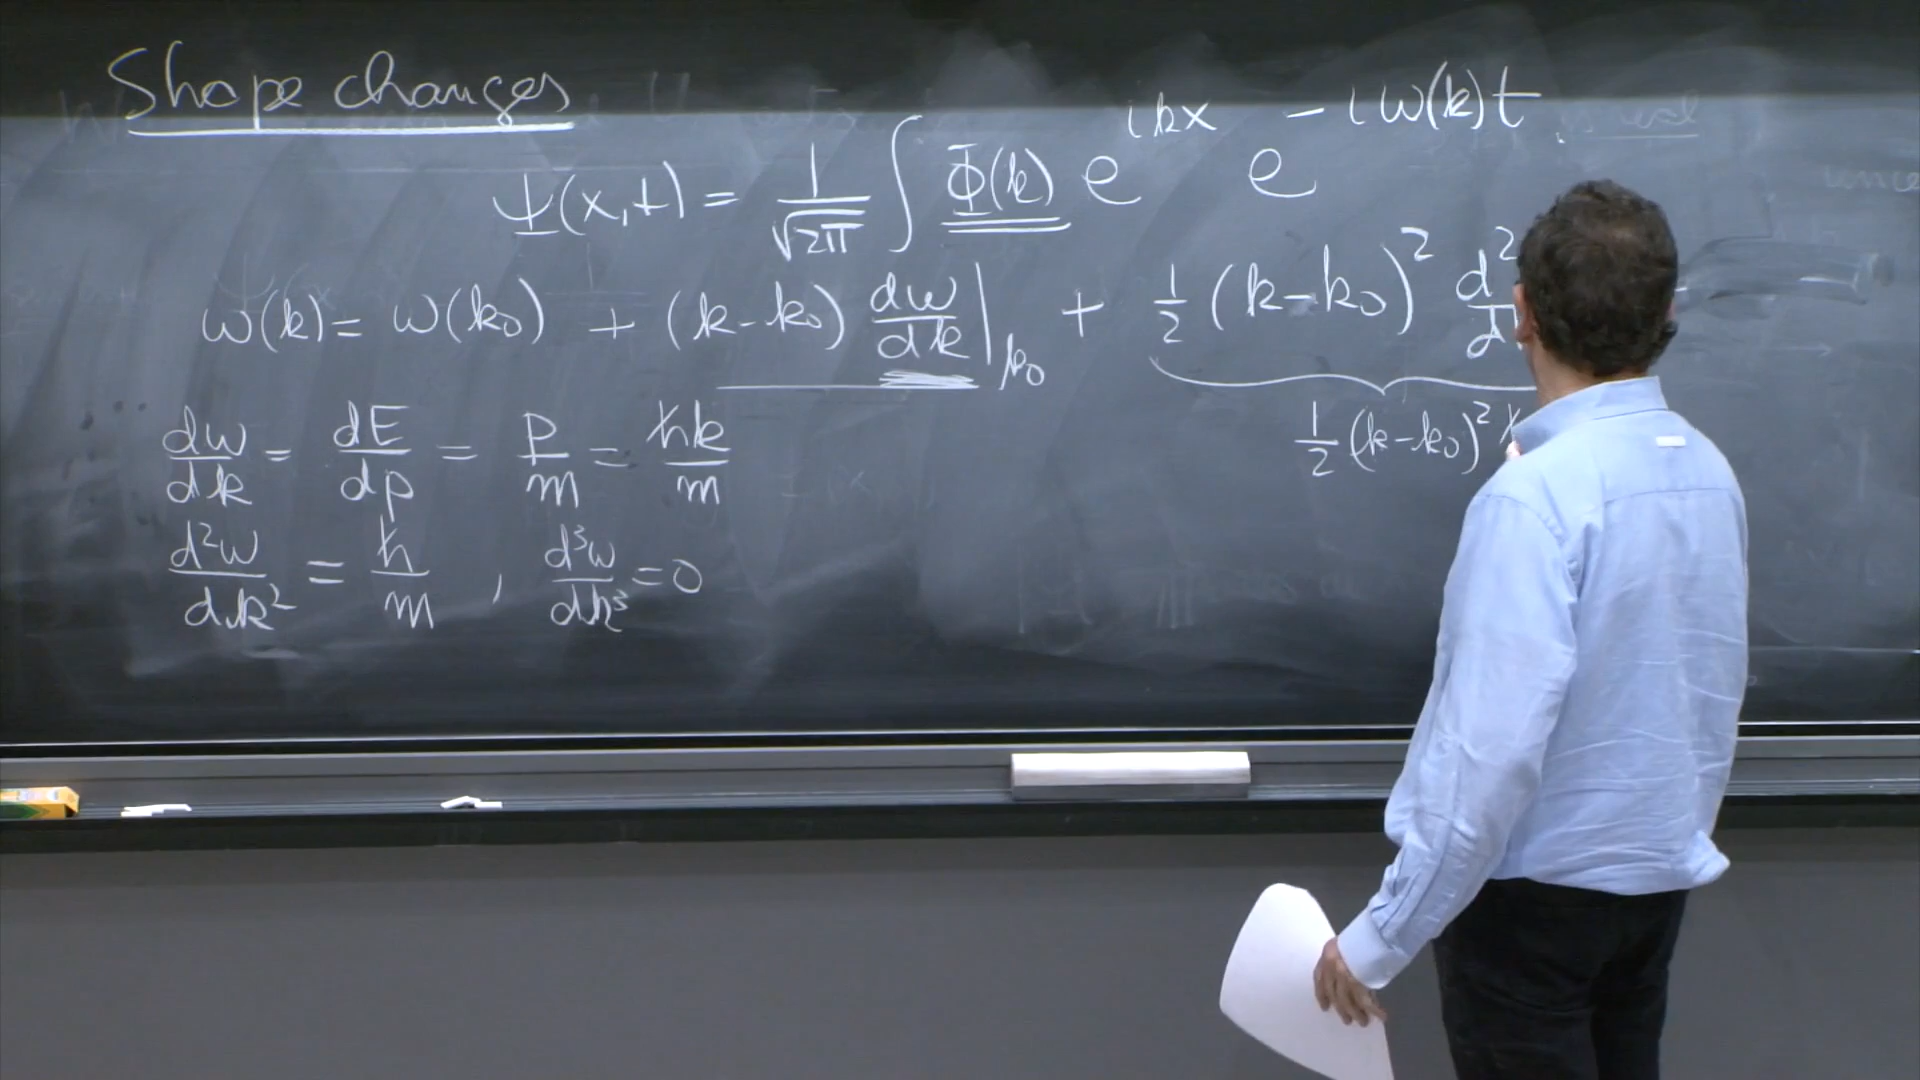 Shape changes
Ψ(x,t) = 1/√2π ∫ Φ(k) e^{ikx} e^{-iω(k)t}
ω(k) = ω(k₀) + (k-k₀) dω/dk|_{k₀} + 1/2 (k-k₀)² d²/d
1/2 (k-k₀)² ħ
dω/dk = dE/dp = p/m = ħk/m
d²ω/dk² = ħ/m , d³ω/dk³ = 0